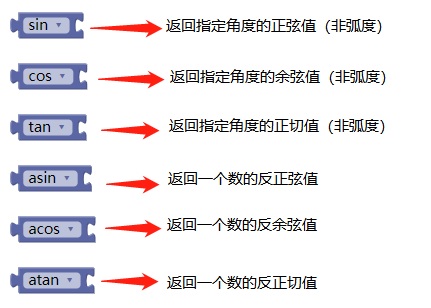 sin 返回指定角度的正弦值（非弧度）
cos 返回指定角度的余弦值（非弧度）
tan 返回指定角度的正切值（非弧度）
asin 返回一个数的反正弦值
acos 返回一个数的反余弦值
atan 返回一个数的反正切值